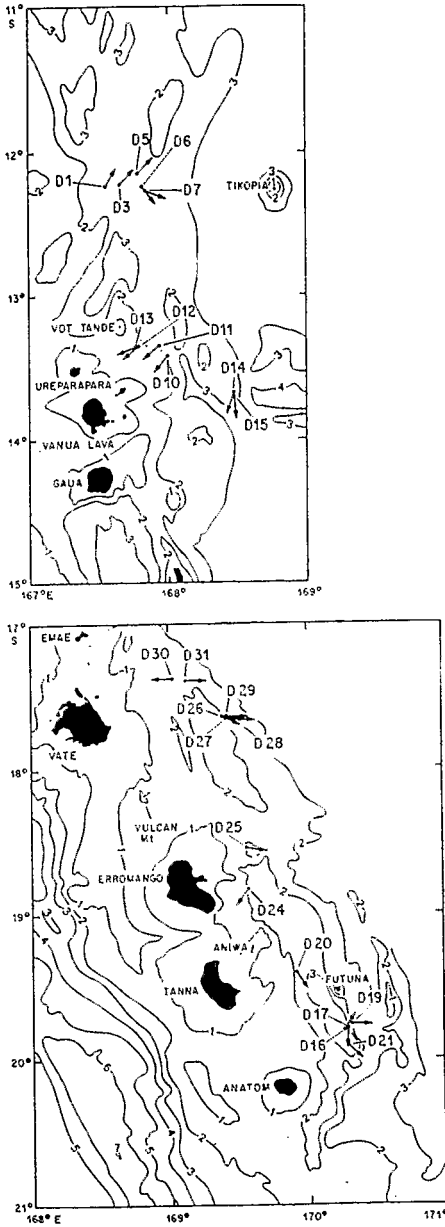 11°
S
D5
D6
12°
D1
D3
D7
TIKOPIA
13°
VOT TANDE
D13
D12
D11
UREPARAPARA
D10
D14
D15
14°
VANUA LAVA
GAUA
15°
167°E
168°
169°
17°
S
EMAE
D30
D31
D29
D26
D27
D28
VATE
18°
VULCAN
Mt
D25
ERROMANGO
19°
D24
ANIWA
D20
TANNA
FUTUNA
D17
D19
D16
D21
20°
ANATOM
21°
168°E
169°
170°
171°